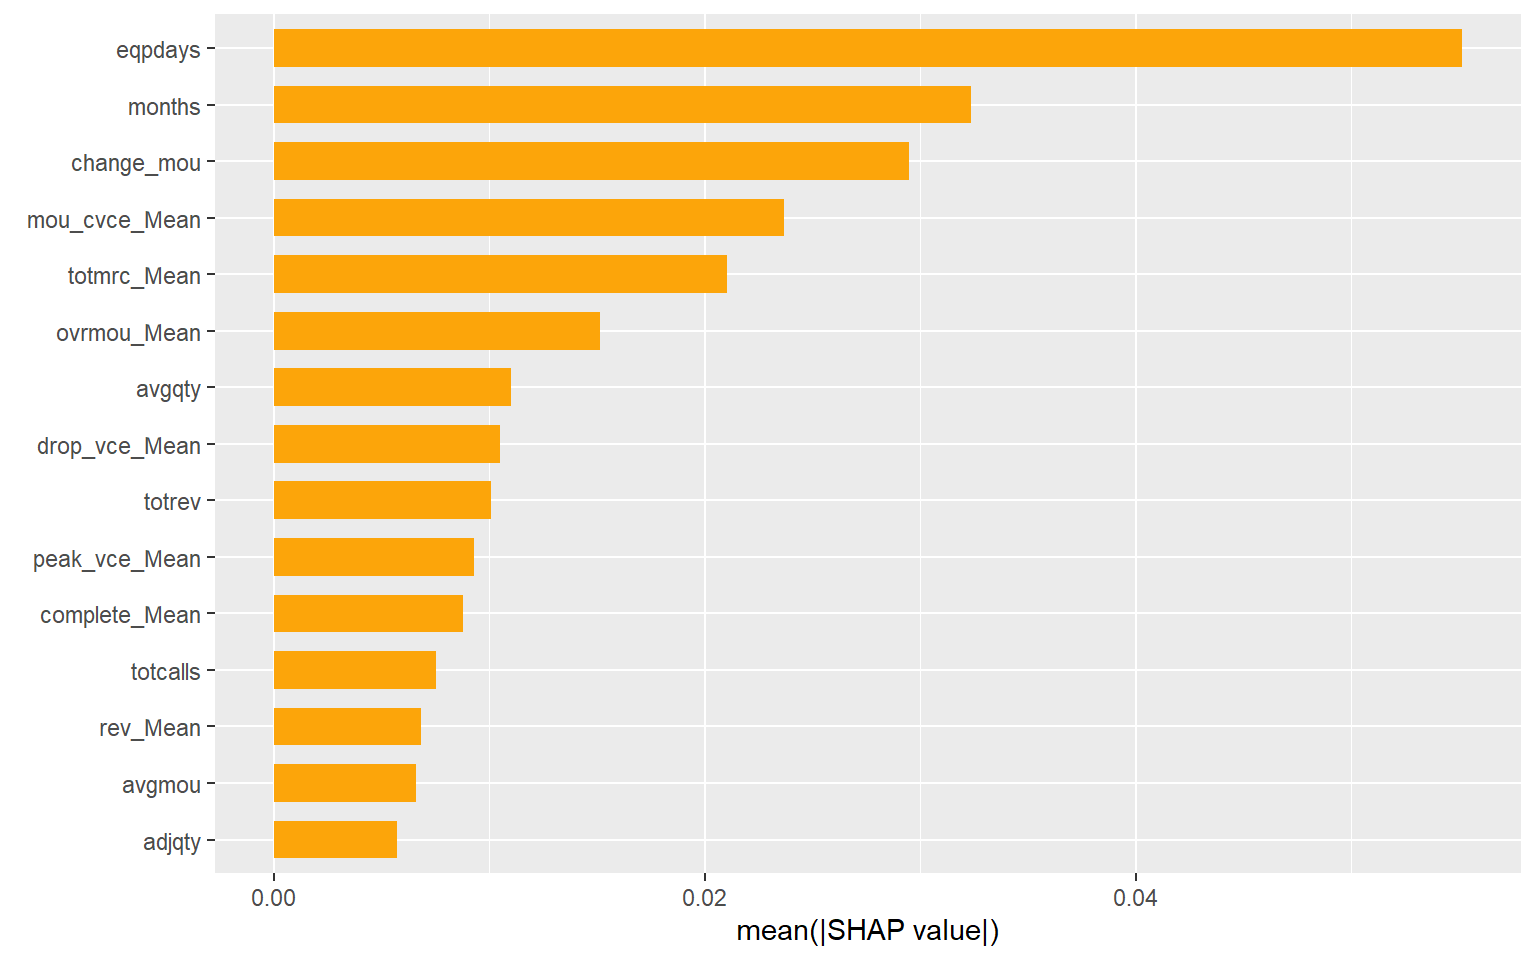 eqpdays
months
change_mou
mou_cvce_Mean
totmrc_Mean
ovrmou_Mean
avgqty
drop_vce_Mean
totrev
peak_vce_Mean
complete_Mean
totcalls
rev_Mean
avgmou
adjqty
0.00 0.02 0.04
mean(|SHAP value|)